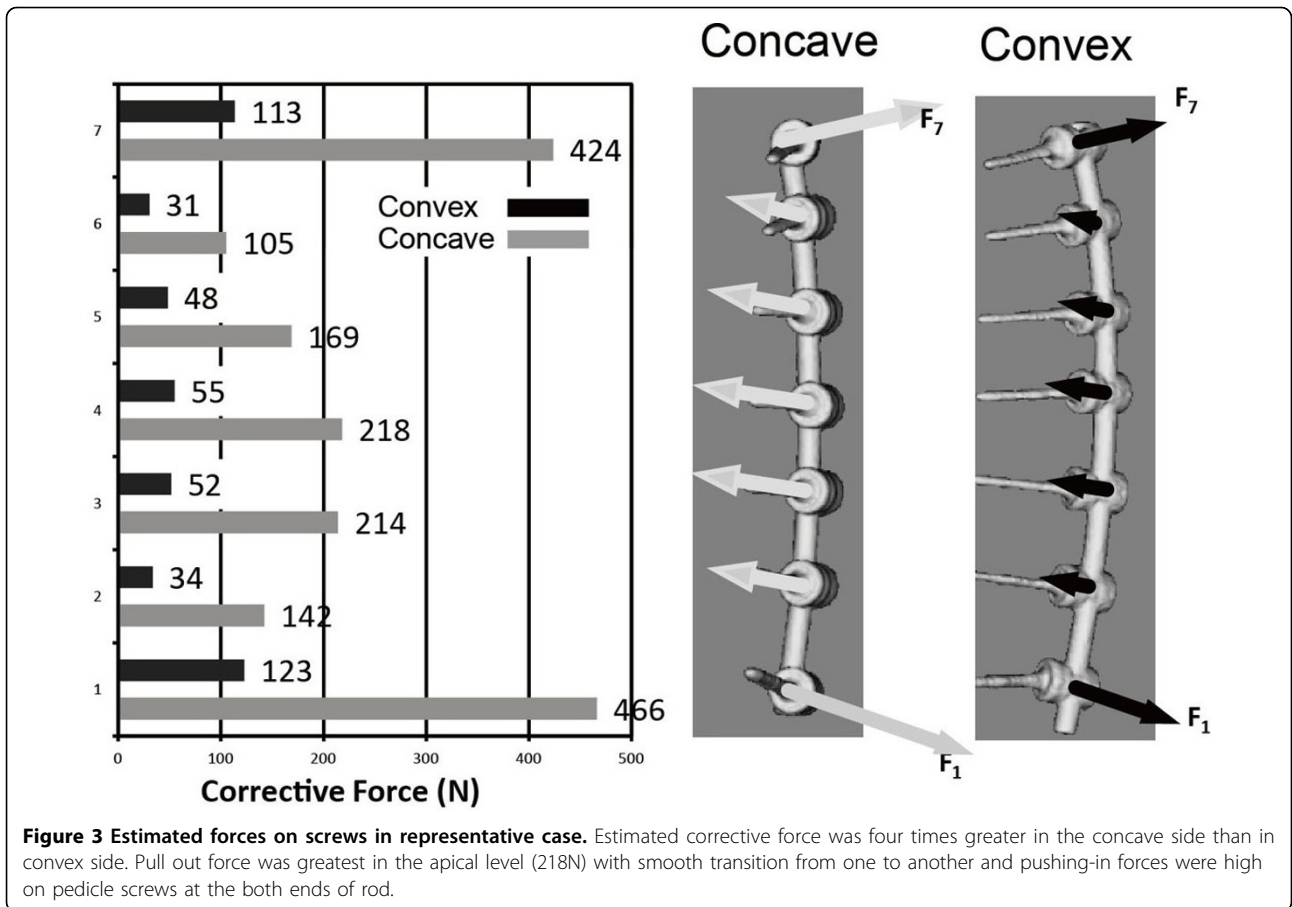 Concave Convex
7 113 F7 F7
424
6 31
105
Convex
Concave
5 48
169
4 55
218
3 52
214
2 34
142
1 123
466 F1 F1
0 100 200 300 400 500
Corrective Force (N)
Figure 3 Estimated forces on screws in representative case. Estimated corrective force was four times greater in the concave side than in
convex side. Pull out force was greatest in the apical level (218N) with smooth transition from one to another and pushing-in forces were high
on pedicle screws at the both ends of rod.